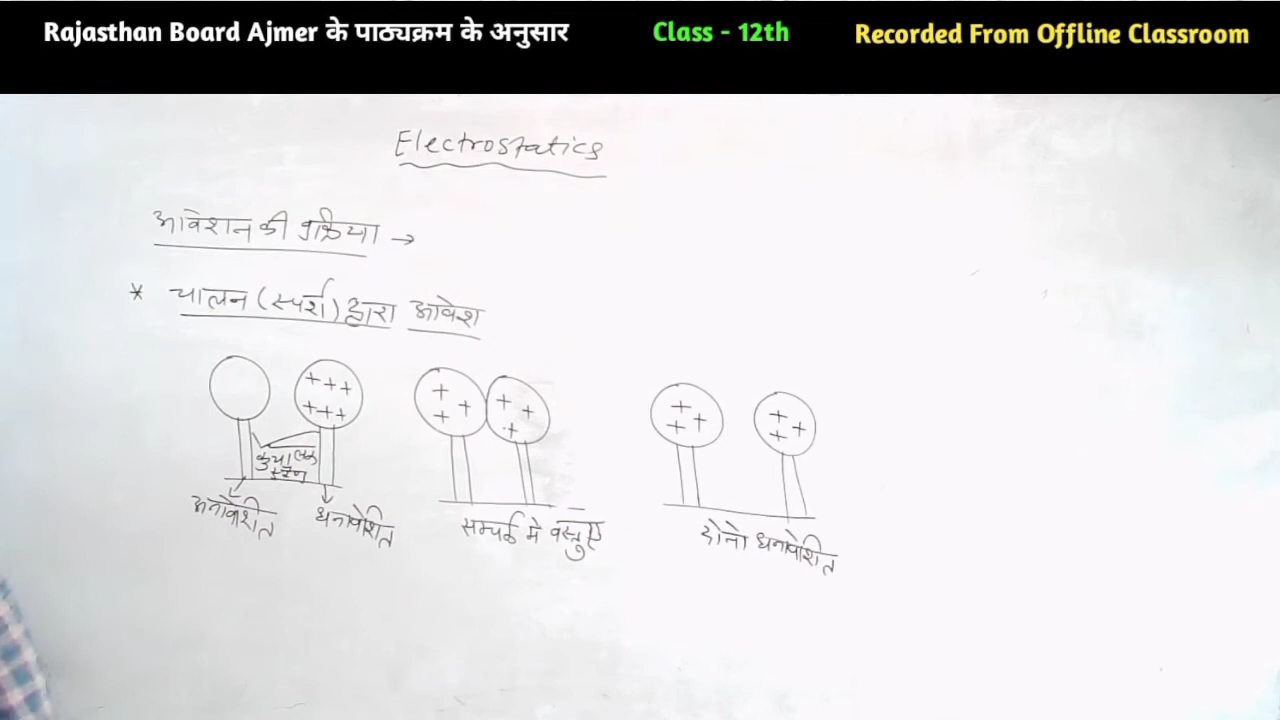 Rajasthan Board Ajmer के पाठ्यक्रम के अनुसार Class - 12th Recorded From Offline Classroom
Electrostatics
आवेशन की प्रक्रिया →
* चालन (स्पर्श) द्वारा आवेश
+ + + + + +
+ + + + + +
+ + + + + +
कुचालक
स्टैण्ड
अनावेशीत धनावेशित सम्पर्क मे वस्तुए दोनो धनावेशित